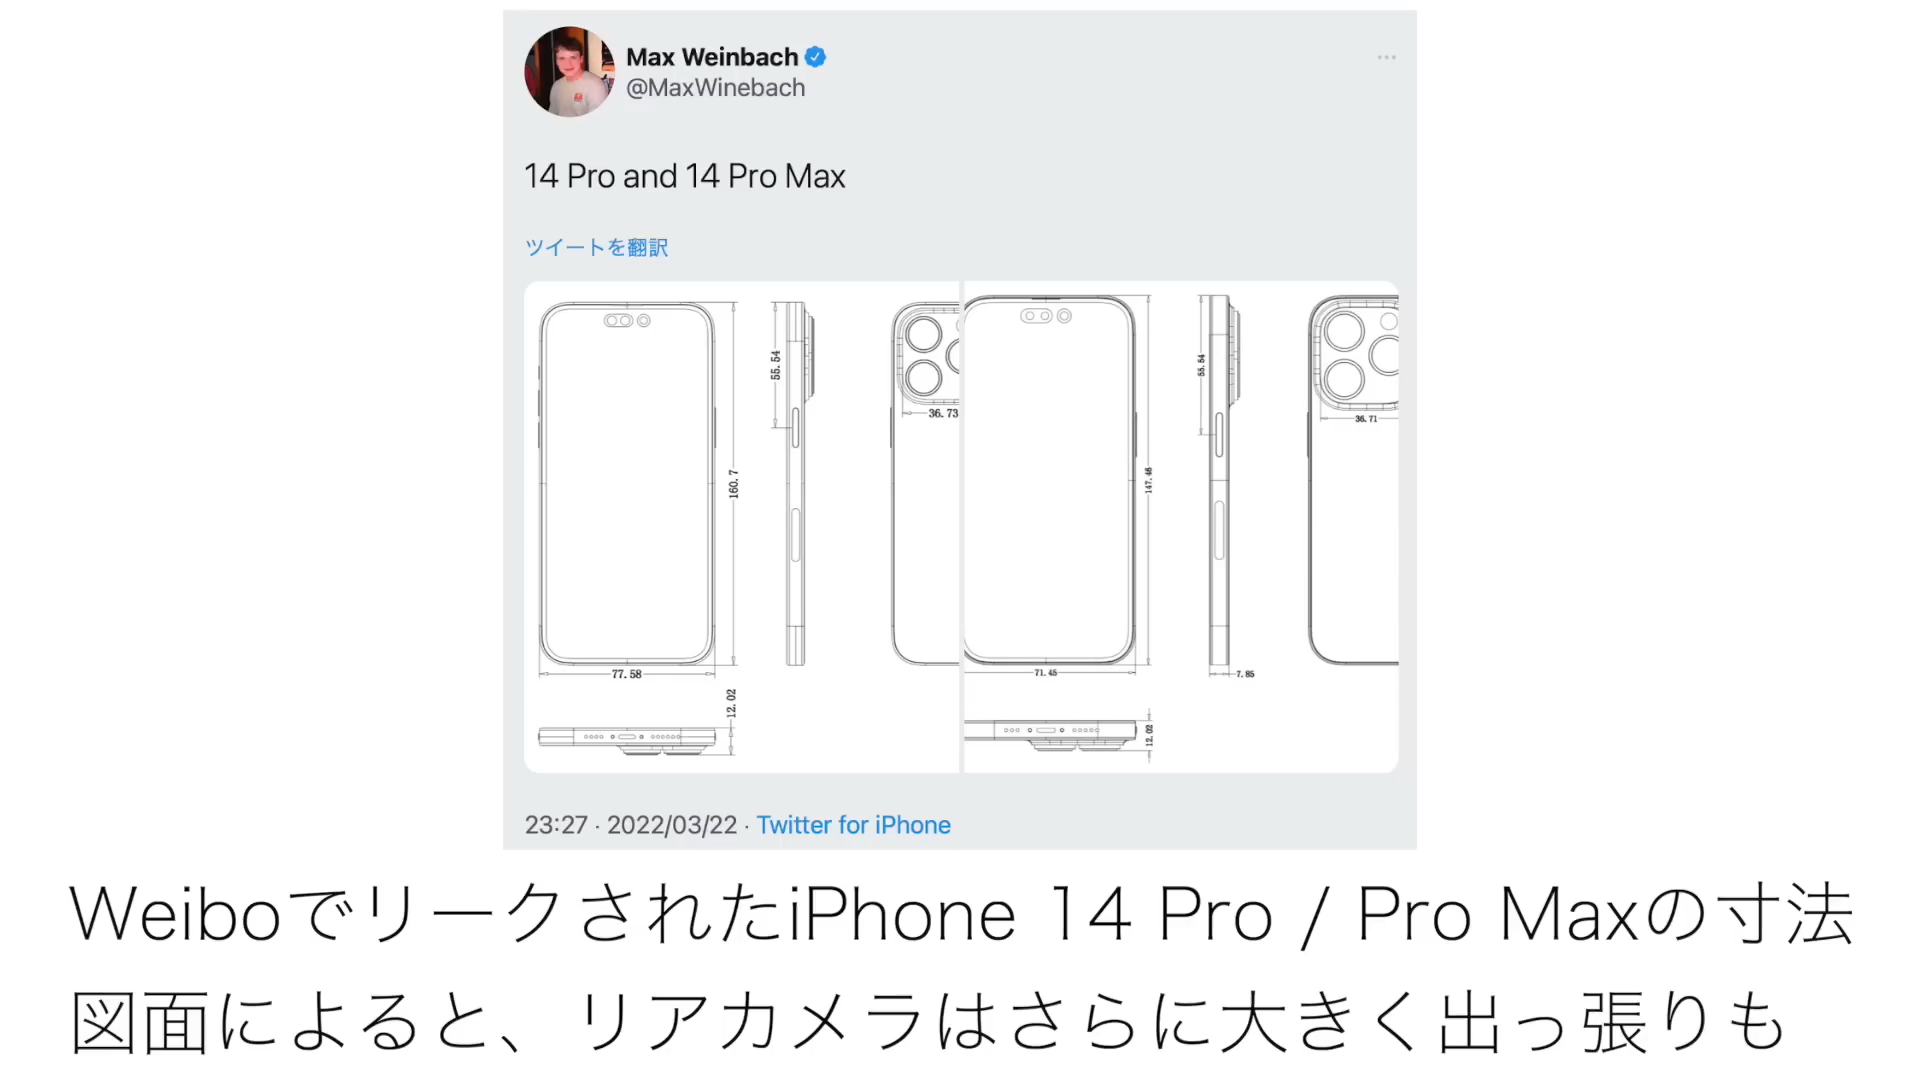 Max Weinbach
@MaxWinebach
14 Pro and 14 Pro Max
ツイートを翻訳
55.54
36.73
160.7
77.58
12.02
55.54
36.71
147.46
71.45
7.85
12.02
23:27 · 2022/03/22 · Twitter for iPhone
WeiboでリークされたiPhone 14 Pro / Pro Maxの寸法
図面によると、リアカメラはさらに大きく出っ張りも